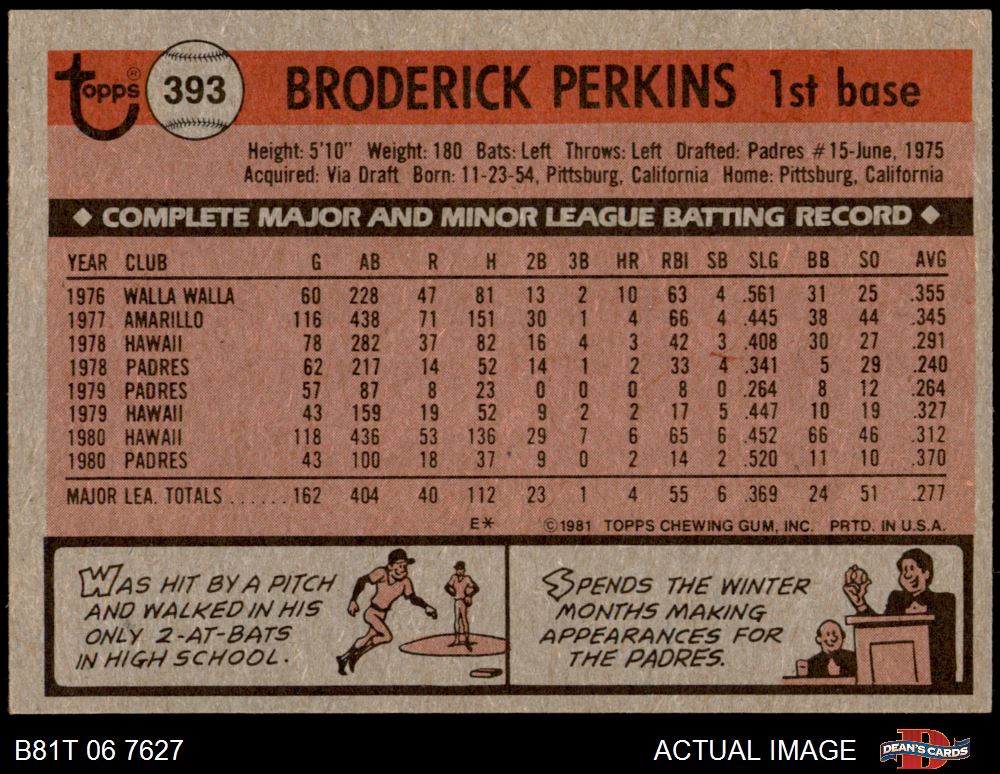 Topps® 393 BRODERICK PERKINS 1st base
Height: 5'10" Weight: 180 Bats: Left Throws: Left Drafted: Padres #15-June, 1975
Acquired: Via Draft Born: 11-23-54, Pittsburg, California Home: Pittsburg, California
◆ COMPLETE MAJOR AND MINOR LEAGUE BATTING RECORD ◆
YEAR CLUB G AB R H 2B 3B HR RBI SB SLG BB SO AVG
1976 WALLA WALLA 60 228 47 81 13 2 10 63 4 .561 31 25 .355
1977 AMARILLO 116 438 71 151 30 1 4 66 4 .445 38 44 .345
1978 HAWAII 78 282 37 82 16 4 3 42 3 .408 30 27 .291
1978 PADRES 62 217 14 52 14 1 2 33 4 .341 5 29 .240
1979 PADRES 57 87 8 23 0 0 0 8 0 .264 8 12 .264
1979 HAWAII 43 159 19 52 9 2 2 17 5 .447 10 19 .327
1980 HAWAII 118 436 53 136 29 7 6 65 6 .452 66 46 .312
1980 PADRES 43 100 18 37 9 0 2 14 2 .520 11 10 .370
MAJOR LEA. TOTALS ......162 404 40 112 23 1 4 55 6 .369 24 51 .277
E* ©1981 TOPPS CHEWING GUM, INC. PRTD. IN U.S.A.
WAS HIT BY A PITCH
AND WALKED IN HIS
ONLY 2-AT-BATS
IN HIGH SCHOOL.
SPENDS THE WINTER
MONTHS MAKING
APPEARANCES FOR
THE PADRES.
B81T 06 7627 ACTUAL IMAGE DEAN'S CARDS